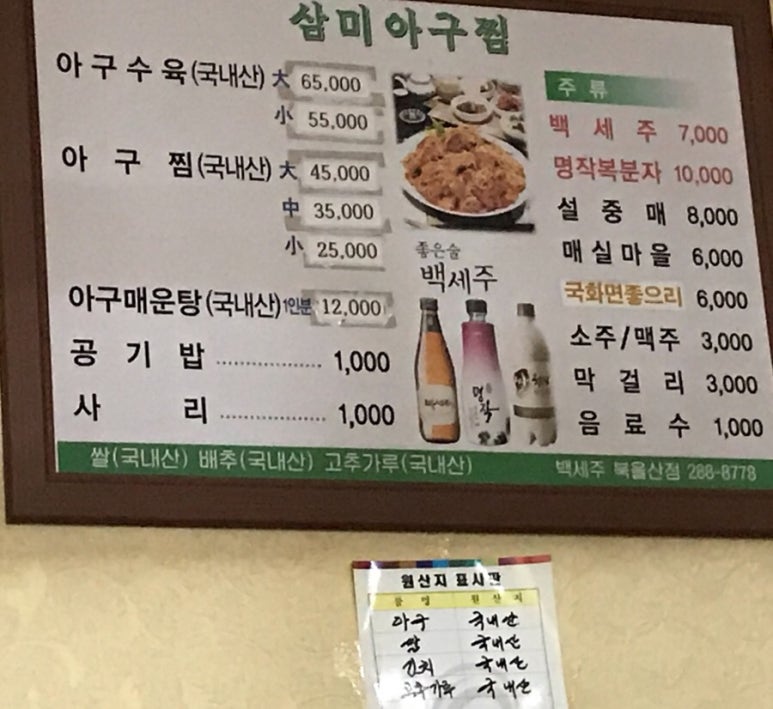 삼미아구찜
아구수육(국내산) 大 65,000
小 55,000
아구찜(국내산) 大 45,000
中 35,000
小 25,000
아구매운탕(국내산) 1인분 12,000
공기밥 .................. 1,000
사리 .................. 1,000
좋은술
백세주
명작
주류
백세주 7,000
명작복분자 10,000
설중매 8,000
매실마을 6,000
국화면좋으리 6,000
소주/맥주 3,000
막걸리 3,000
음료수 1,000
쌀(국내산) 배추(국내산) 고추가루(국내산)
백세주 북울산점 288-8778
원산지 표시판
품명 원산지
아구 국내산
쌀 국내산
김치 국내산
고추가루 국내산